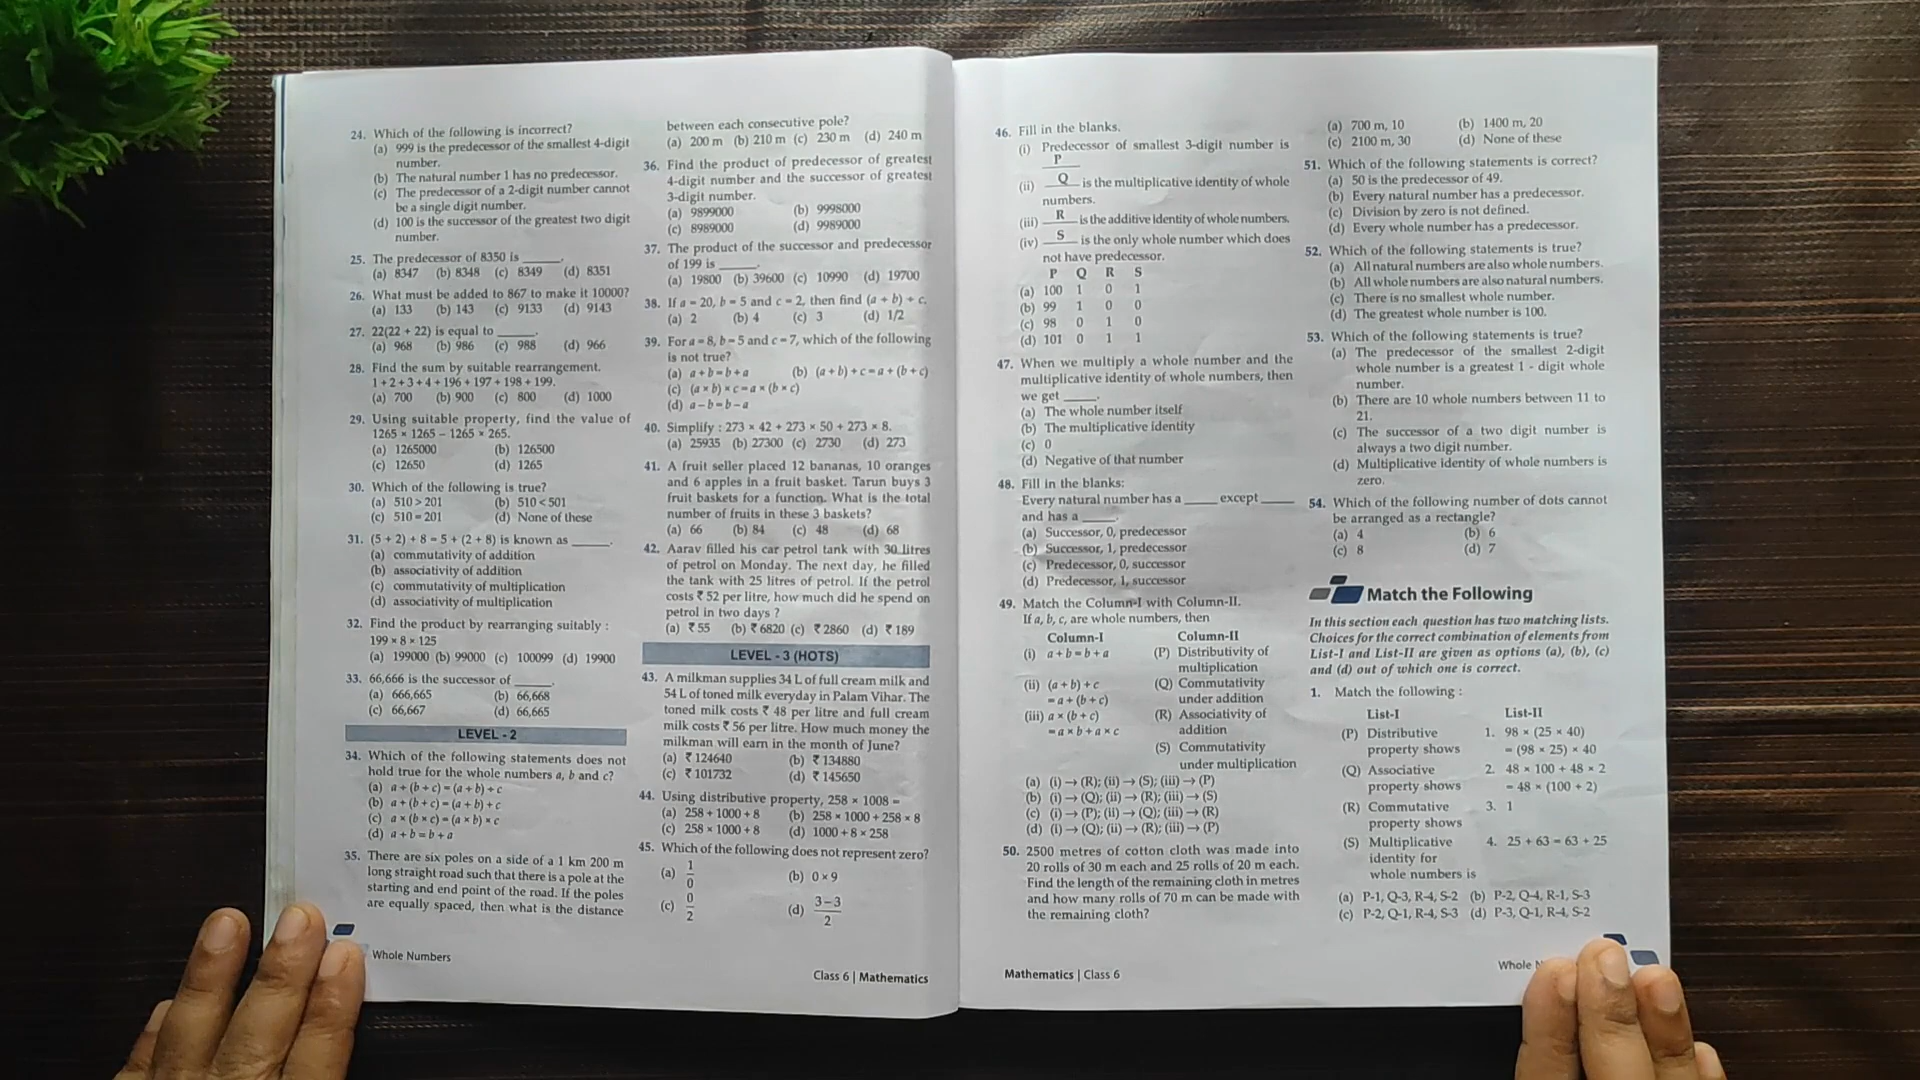 24. Which of the following is incorrect?
(a) 999 is the predecessor of the smallest 4-digit
number.
(b) The natural number 1 has no predecessor.
(c) The predecessor of a 2-digit number cannot
be a single digit number.
(d) 100 is the successor of the greatest two digit
number.
25. The predecessor of 8350 is ______.
(a) 8347 (b) 8348 (c) 8349 (d) 8351
26. What must be added to 867 to make it 10000?
(a) 133 (b) 143 (c) 9133 (d) 9143
27. 22(22 + 22) is equal to ______.
(a) 968 (b) 986 (c) 988 (d) 966
28. Find the sum by suitable rearrangement.
1 + 2 + 3 + 4 + 196 + 197 + 198 + 199.
(a) 700 (b) 900 (c) 800 (d) 1000
29. Using suitable property, find the value of
1265 × 1265 – 1265 × 265.
(a) 1265000 (b) 126500
(c) 12650 (d) 1265
30. Which of the following is true?
(a) 510 > 201 (b) 510 < 501
(c) 510 = 201 (d) None of these
31. (5 + 2) + 8 = 5 + (2 + 8) is known as ______.
(a) commutativity of addition
(b) associativity of addition
(c) commutativity of multiplication
(d) associativity of multiplication
32. Find the product by rearranging suitably :
199 × 8 × 125
(a) 199000 (b) 99000 (c) 100099 (d) 19900
33. 66,666 is the successor of ______.
(a) 666,665 (b) 66,668
(c) 66,667 (d) 66,665
LEVEL - 2
34. Which of the following statements does not
hold true for the whole numbers a, b and c?
(a) a ÷ (b ÷ c) = (a ÷ b) ÷ c
(b) a + (b + c) = (a + b) + c
(c) a × (b × c) = (a × b) × c
(d) a + b = b + a
35. There are six poles on a side of a 1 km 200 m
long straight road such that there is a pole at the
starting and end point of the road. If the poles
are equally spaced, then what is the distance
Whole Numbers
between each consecutive pole?
(a) 200 m (b) 210 m (c) 230 m (d) 240 m
36. Find the product of predecessor of greatest
4-digit number and the successor of greatest
3-digit number.
(a) 9899000 (b) 9998000
(c) 8989000 (d) 9989000
37. The product of the successor and predecessor
of 199 is ______.
(a) 19800 (b) 39600 (c) 10990 (d) 19700
38. If a = 20, b = 5 and c = 2, then find (a ÷ b) ÷ c.
(a) 2 (b) 4 (c) 3 (d) 1/2
39. For a = 8, b = 5 and c = 7, which of the following
is not true?
(a) a + b = b + a (b) (a + b) + c = a + (b + c)
(c) (a × b) × c = a × (b × c)
(d) a – b = b – a
40. Simplify : 273 × 42 + 273 × 50 + 273 × 8.
(a) 25935 (b) 27300 (c) 2730 (d) 273
41. A fruit seller placed 12 bananas, 10 oranges
and 6 apples in a fruit basket. Tarun buys 3
fruit baskets for a function. What is the total
number of fruits in these 3 baskets?
(a) 66 (b) 84 (c) 48 (d) 68
42. Aarav filled his car petrol tank with 30 litres
of petrol on Monday. The next day, he filled
the tank with 25 litres of petrol. If the petrol
costs ₹ 52 per litre, how much did he spend on
petrol in two days ?
(a) ₹ 55 (b) ₹ 6820 (c) ₹ 2860 (d) ₹ 189
LEVEL - 3 (HOTS)
43. A milkman supplies 34 L of full cream milk and
54 L of toned milk everyday in Palam Vihar. The
toned milk costs ₹ 48 per litre and full cream
milk costs ₹ 56 per litre. How much money the
milkman will earn in the month of June?
(a) ₹ 124640 (b) ₹ 134880
(c) ₹ 101732 (d) ₹ 145650
44. Using distributive property, 258 × 1008 =
(a) 258 + 1000 + 8 (b) 258 × 1000 + 258 × 8
(c) 258 × 1000 + 8 (d) 1000 + 8 × 258
45. Which of the following does not represent zero?
(a) 1/0 (b) 0 × 9
(c) 0/2 (d) 3 – 3/2
Class 6 | Mathematics
46. Fill in the blanks.
(i) Predecessor of smallest 3-digit number is
P
(ii) Q is the multiplicative identity of whole
numbers.
(iii) R is the additive identity of whole numbers.
(iv) S is the only whole number which does
not have predecessor.
P Q R S
(a) 100 1 0 1
(b) 99 1 0 0
(c) 98 0 1 0
(d) 101 0 1 1
47. When we multiply a whole number and the
multiplicative identity of whole numbers, then
we get ______.
(a) The whole number itself
(b) The multiplicative identity
(c) 0
(d) Negative of that number
48. Fill in the blanks:
Every natural number has a ______ except ______
and has a ______.
(a) Successor, 0, predecessor
(b) Successor, 1, predecessor
(c) Predecessor, 0, successor
(d) Predecessor, 1, successor
49. Match the Column-I with Column-II.
If a, b, c, are whole numbers, then
Column-I Column-II
(i) a + b = b + a (P) Distributivity of
multiplication
(ii) (a + b) + c (Q) Commutativity
= a + (b + c) under addition
(iii) a × (b + c) (R) Associativity of
= a × b + a × c addition
(S) Commutativity
under multiplication
(a) (i) → (R); (ii) → (S); (iii) → (P)
(b) (i) → (Q); (ii) → (R); (iii) → (S)
(c) (i) → (P); (ii) → (Q); (iii) → (R)
(d) (i) → (Q); (ii) → (R); (iii) → (P)
50. 2500 metres of cotton cloth was made into
20 rolls of 30 m each and 25 rolls of 20 m each.
Find the length of the remaining cloth in metres
and how many rolls of 70 m can be made with
the remaining cloth?
Mathematics | Class 6
(a) 700 m, 10 (b) 1400 m, 20
(c) 2100 m, 30 (d) None of these
51. Which of the following statements is correct?
(a) 50 is the predecessor of 49.
(b) Every natural number has a predecessor.
(c) Division by zero is not defined.
(d) Every whole number has a predecessor.
52. Which of the following statements is true?
(a) All natural numbers are also whole numbers.
(b) All whole numbers are also natural numbers.
(c) There is no smallest whole number.
(d) The greatest whole number is 100.
53. Which of the following statements is true?
(a) The predecessor of the smallest 2-digit
whole number is a greatest 1 - digit whole
number.
(b) There are 10 whole numbers between 11 to
21.
(c) The successor of a two digit number is
always a two digit number.
(d) Multiplicative identity of whole numbers is
zero.
54. Which of the following number of dots cannot
be arranged as a rectangle?
(a) 4 (b) 6
(c) 8 (d) 7
Match the Following
In this section each question has two matching lists.
Choices for the correct combination of elements from
List-I and List-II are given as options (a), (b), (c)
and (d) out of which one is correct.
1. Match the following :
List-I List-II
(P) Distributive 1. 98 × (25 × 40)
property shows = (98 × 25) × 40
(Q) Associative 2. 48 × 100 + 48 × 2
property shows = 48 × (100 + 2)
(R) Commutative 3. 1
property shows
(S) Multiplicative 4. 25 + 63 = 63 + 25
identity for
whole numbers is
(a) P-1, Q-3, R-4, S-2 (b) P-2, Q-4, R-1, S-3
(c) P-2, Q-1, R-4, S-3 (d) P-3, Q-1, R-4, S-2
Whole